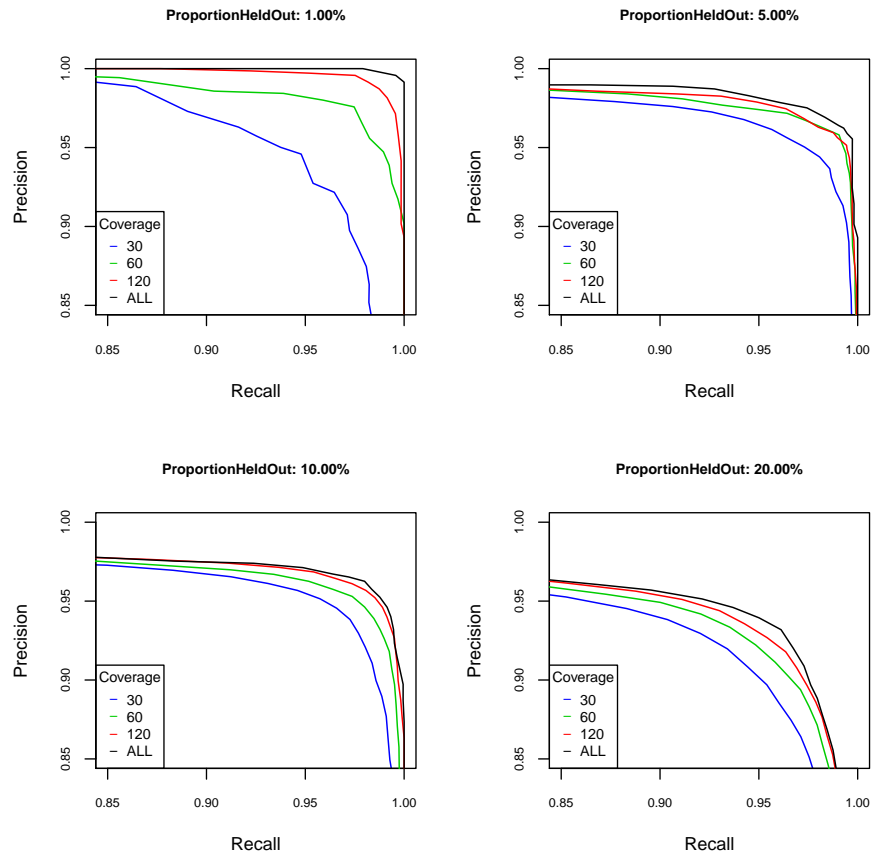 ProportionHeldOut: 1.00%
Precision
1.00
0.95
0.90
0.85
Coverage
30
60
120
ALL
0.85 0.90 0.95 1.00
Recall
ProportionHeldOut: 5.00%
Precision
1.00
0.95
0.90
0.85
Coverage
30
60
120
ALL
0.85 0.90 0.95 1.00
Recall
ProportionHeldOut: 10.00%
Precision
1.00
0.95
0.90
0.85
Coverage
30
60
120
ALL
0.85 0.90 0.95 1.00
Recall
ProportionHeldOut: 20.00%
Precision
1.00
0.95
0.90
0.85
Coverage
30
60
120
ALL
0.85 0.90 0.95 1.00
Recall